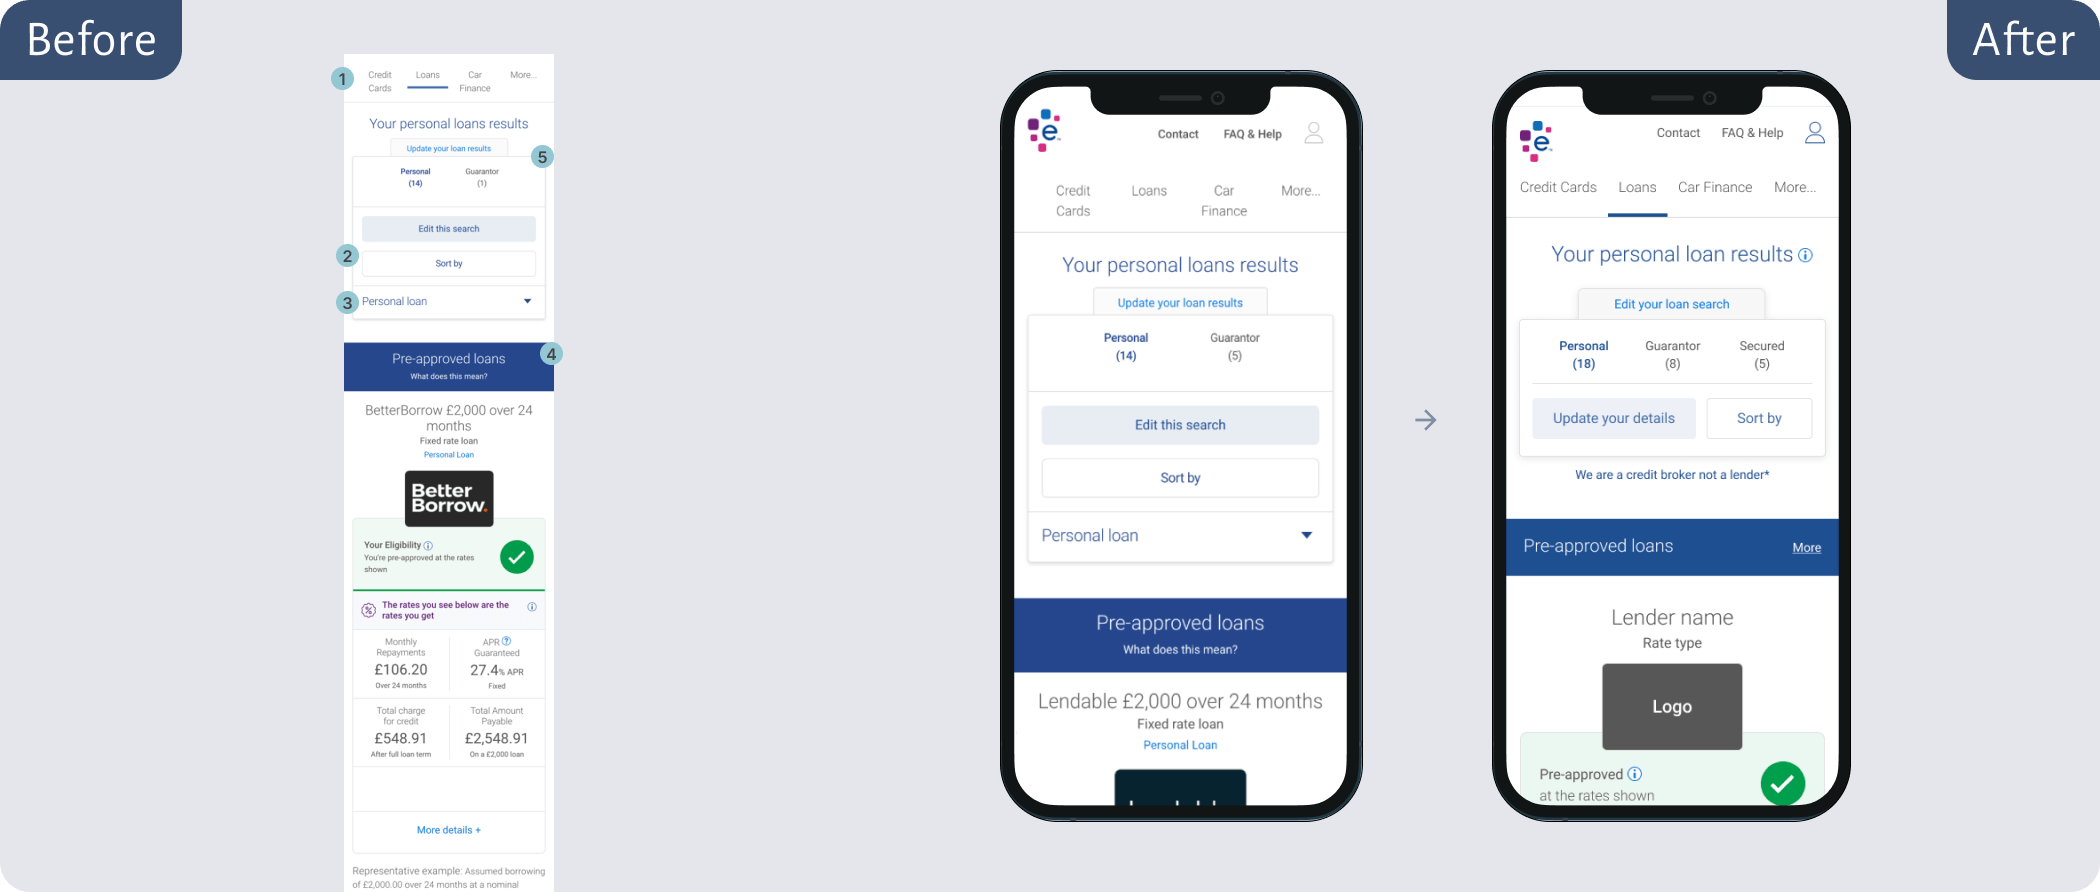 Before
After
1
Credit Cards
Loans
Car Finance
More...
Your personal loans results
Update your loan results
5
Personal (14)
Guarantor (1)
Edit this search
2
Sort by
3
Personal loan
4
Pre-approved loans
What does this mean?
BetterBorrow £2,000 over 24
months
Fixed rate loan
Personal Loan
Better
Borrow.
Your Eligibility
You're pre-approved at the rates
shown
The rates you see below are the
rates you get
Monthly Repayments
£106.20
Over 24 months
APR Guaranteed
27.4% APR
Fixed
Total charge for credit
£548.91
After full loan term
Total Amount Payable
£2,548.91
On a £2,000 loan
More details +
Representative example: Assumed borrowing
of £2,000.00 over 24 months at a nominal
e
Contact
FAQ & Help
Credit Cards
Loans
Car Finance
More...
Your personal loans results
Update your loan results
Personal (14)
Guarantor (5)
Edit this search
Sort by
Personal loan
Pre-approved loans
What does this mean?
Lendable £2,000 over 24 months
Fixed rate loan
Personal Loan
e
Contact
FAQ & Help
Credit Cards
Loans
Car Finance
More...
Your personal loan results
Edit your loan search
Personal (18)
Guarantor (8)
Secured (5)
Update your details
Sort by
We are a credit broker not a lender*
Pre-approved loans
More
Lender name
Rate type
Logo
Pre-approved
at the rates shown